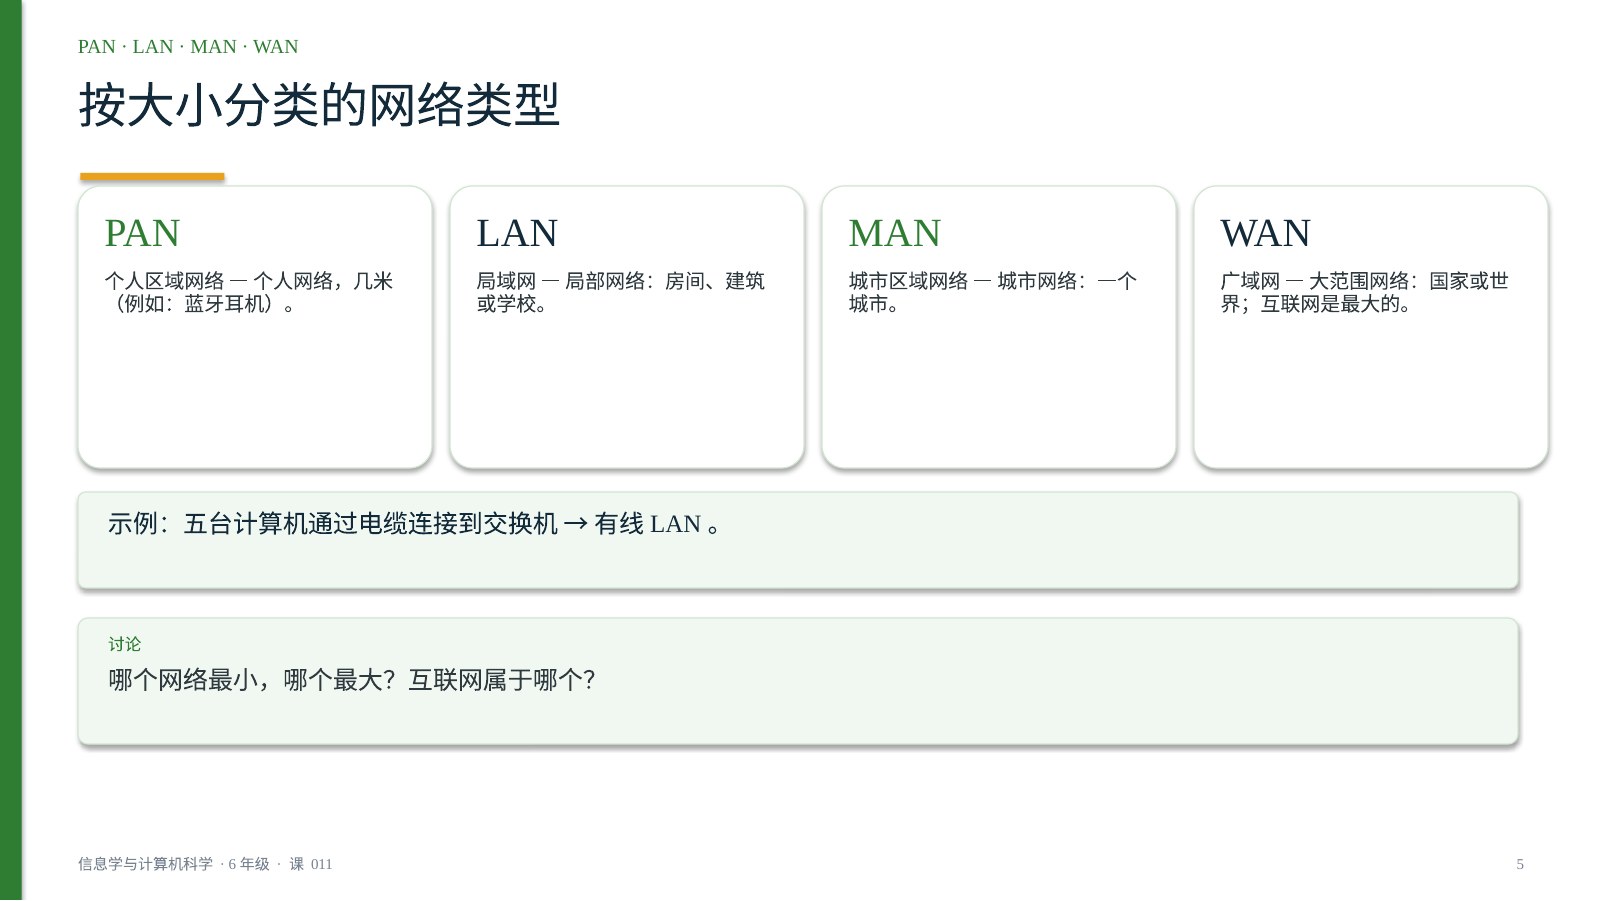 PAN · LAN · MAN · WAN
按大小分类的网络类型
PAN
个人区域网络 — 个人网络，几米
（例如：蓝牙耳机）。
LAN
局域网 — 局部网络：房间、建筑
或学校。
MAN
城市区域网络 — 城市网络：一个
城市。
WAN
广域网 — 大范围网络：国家或世
界；互联网是最大的。
示例：五台计算机通过电缆连接到交换机 → 有线 LAN 。
讨论
哪个网络最小，哪个最大？互联网属于哪个？
信息学与计算机科学 · 6 年级 · 课 011
5